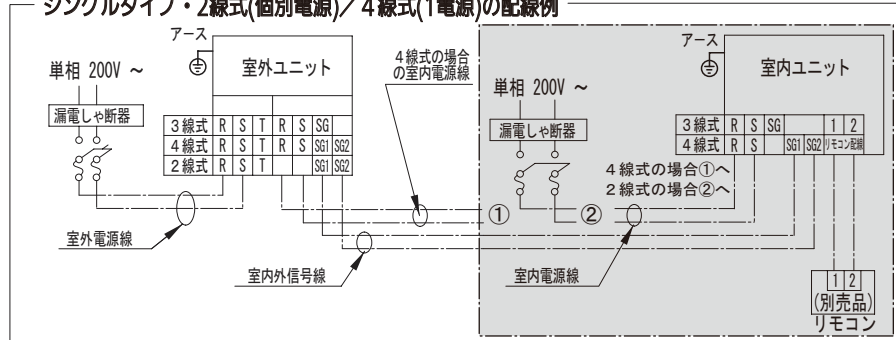 シングルタイプ・2線式(個別電源)／4線式(1電源)の配線例
アース
室外ユニット
単相 200V ～
漏電しゃ断器
3線式 R S T R S SG
4線式 R S T R S SG1 SG2
2線式 R S T SG1 SG2
室外電源線
室内外信号線
4線式の場合
の室内電源線
アース
室内ユニット
単相 200V ～
漏電しゃ断器
3線式 R S SG 1 2
4線式 R S SG1 SG2 リモコン配線
4線式の場合①へ
2線式の場合②へ
① ②
室内電源線
1 2
(別売品)
リモコン